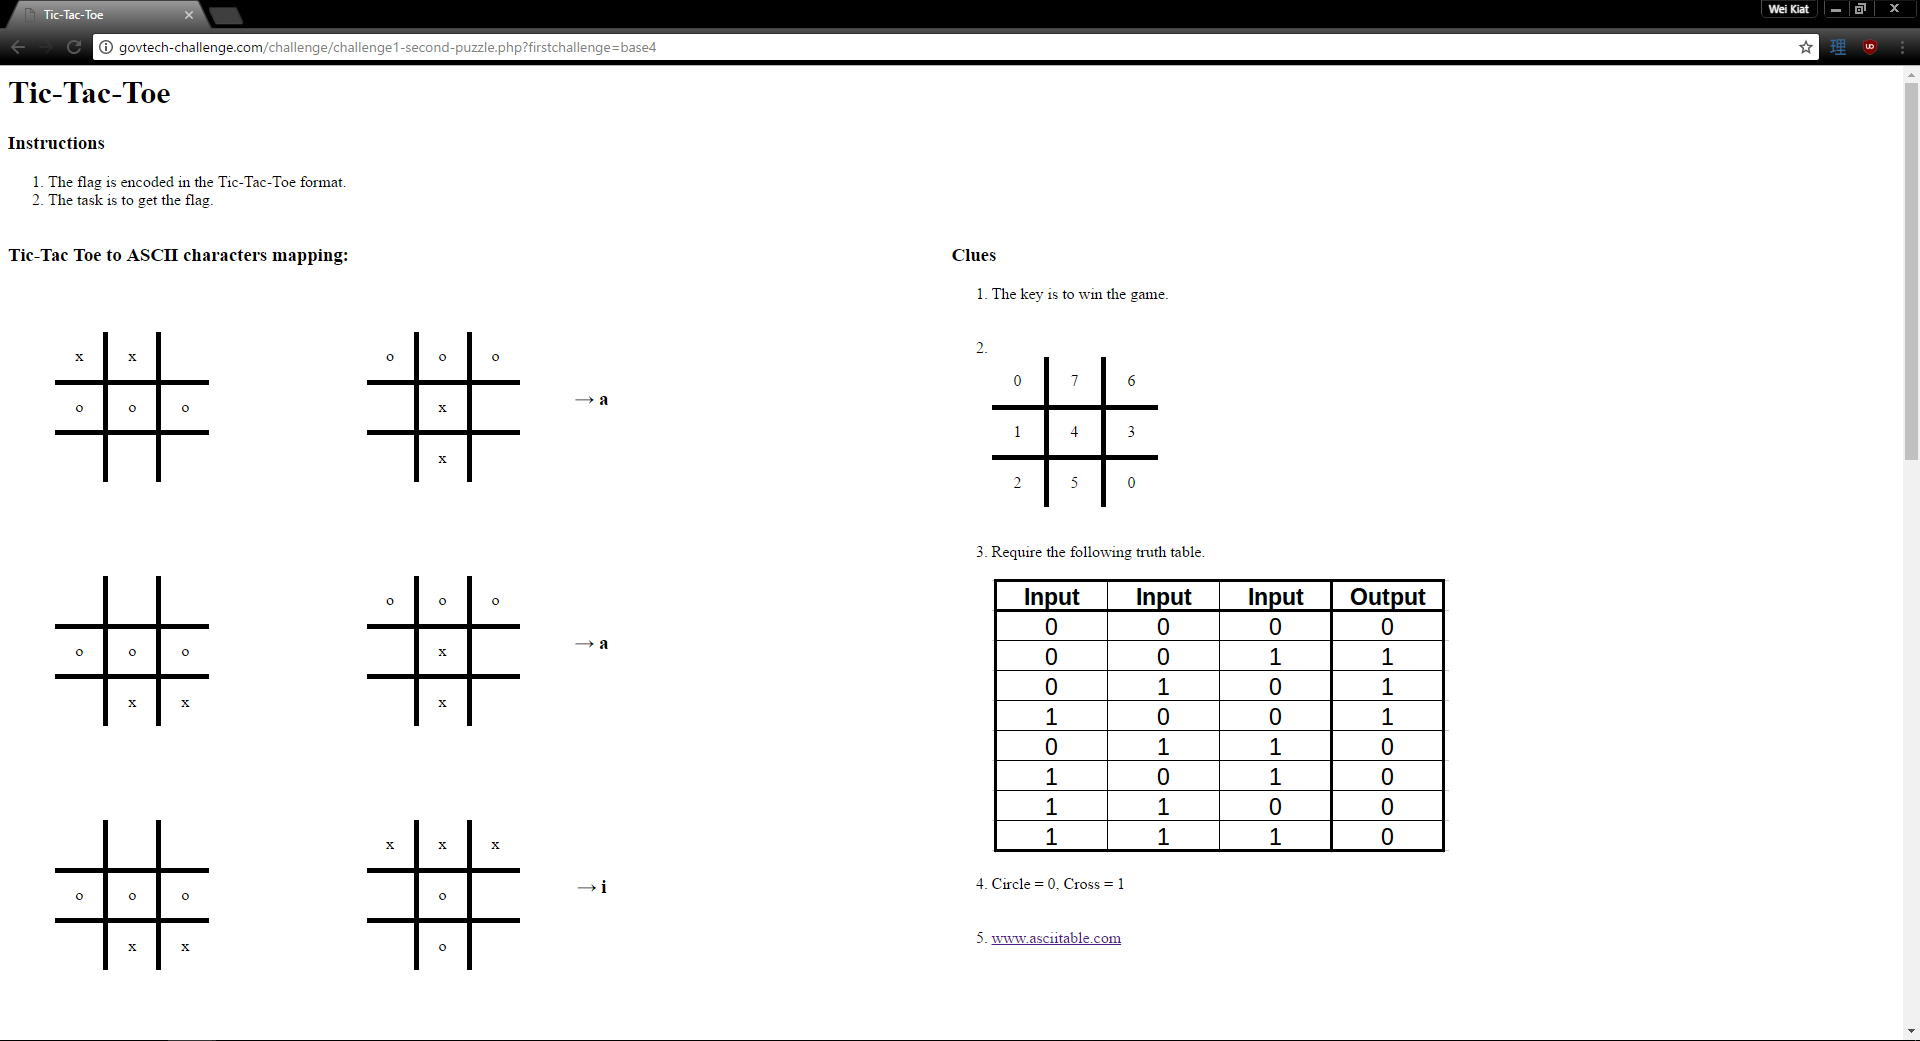 Tic-Tac-Toe
Wei Kiat
govtech-challenge.com/challenge/challenge1-second-puzzle.php?firstchallenge=base4
理
UD
Tic-Tac-Toe
Instructions
1. The flag is encoded in the Tic-Tac-Toe format.
2. The task is to get the flag.
Tic-Tac Toe to ASCII characters mapping:
x x
o o o
o o o
x
x
→ a
o o o
x x
o o o
x
x
→ a
o o o
x x
x x x
o
o
→ i
Clues
1. The key is to win the game.
2.
0 7 6
1 4 3
2 5 0
3. Require the following truth table.
Input Input Input Output
0 0 0 0
0 0 1 1
0 1 0 1
1 0 0 1
0 1 1 0
1 0 1 0
1 1 0 0
1 1 1 0
4. Circle = 0, Cross = 1
5. www.asciitable.com